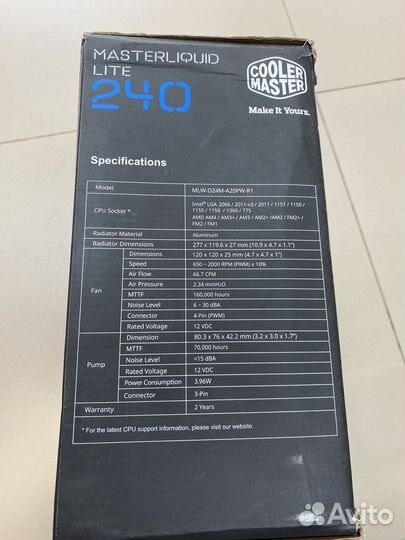 MASTERLIQUID
LITE
240
COOLER
MASTER
Make It Yours.
Specifications
Model MLW-D24M-A20PW-R1
CPU Socket * Intel® LGA 2066 / 2011-v3 / 2011 / 1151 / 1150 /
1155 / 1156 / 1366 / 775
AMD AM4 / AM3+ / AM3 / AM2+ /AM2 / FM2+ /
FM2 / FM1
Radiator Material Aluminum
Radiator Dimensions 277 x 119.6 x 27 mm (10.9 x 4.7 x 1.1")
Fan
Dimensions 120 x 120 x 25 mm (4.7 x 4.7 x 1")
Speed 650 ~ 2000 RPM (PWM) ± 10%
Air Flow 66.7 CFM
Air Pressure 2.34 mmH₂O
MTTF 160,000 hours
Noise Level 6 ~ 30 dBA
Connector 4-Pin (PWM)
Rated Voltage 12 VDC
Pump
Dimension 80.3 x 76 x 42.2 mm (3.2 x 3.0 x 1.7")
MTTF 70,000 hours
Noise Level <15 dBA
Rated Voltage 12 VDC
Power Consumption 3.96W
Connector 3-Pin
Warranty 2 Years
* For the latest CPU support information, please visit our website.
Avito